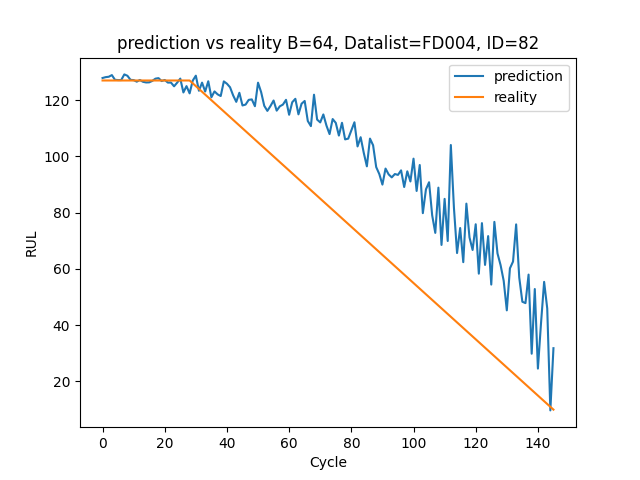 prediction vs reality B=64, Datalist=FD004, ID=82
prediction
reality
RUL
120
100
80
60
40
20
0 20 40 60 80 100 120 140
Cycle